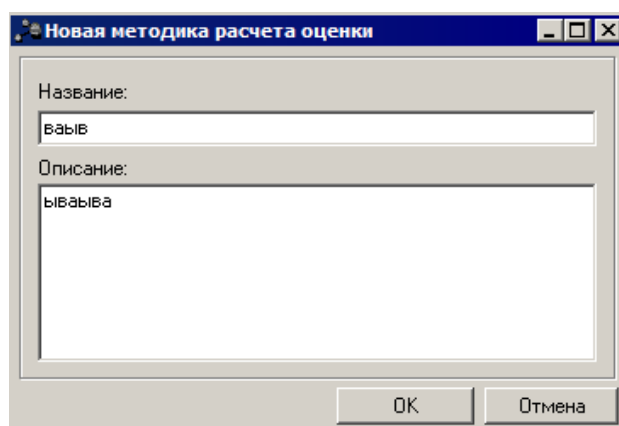 Новая методика расчета оценки
Название:
ваыв
Описание:
ываыва
OK
Отмена